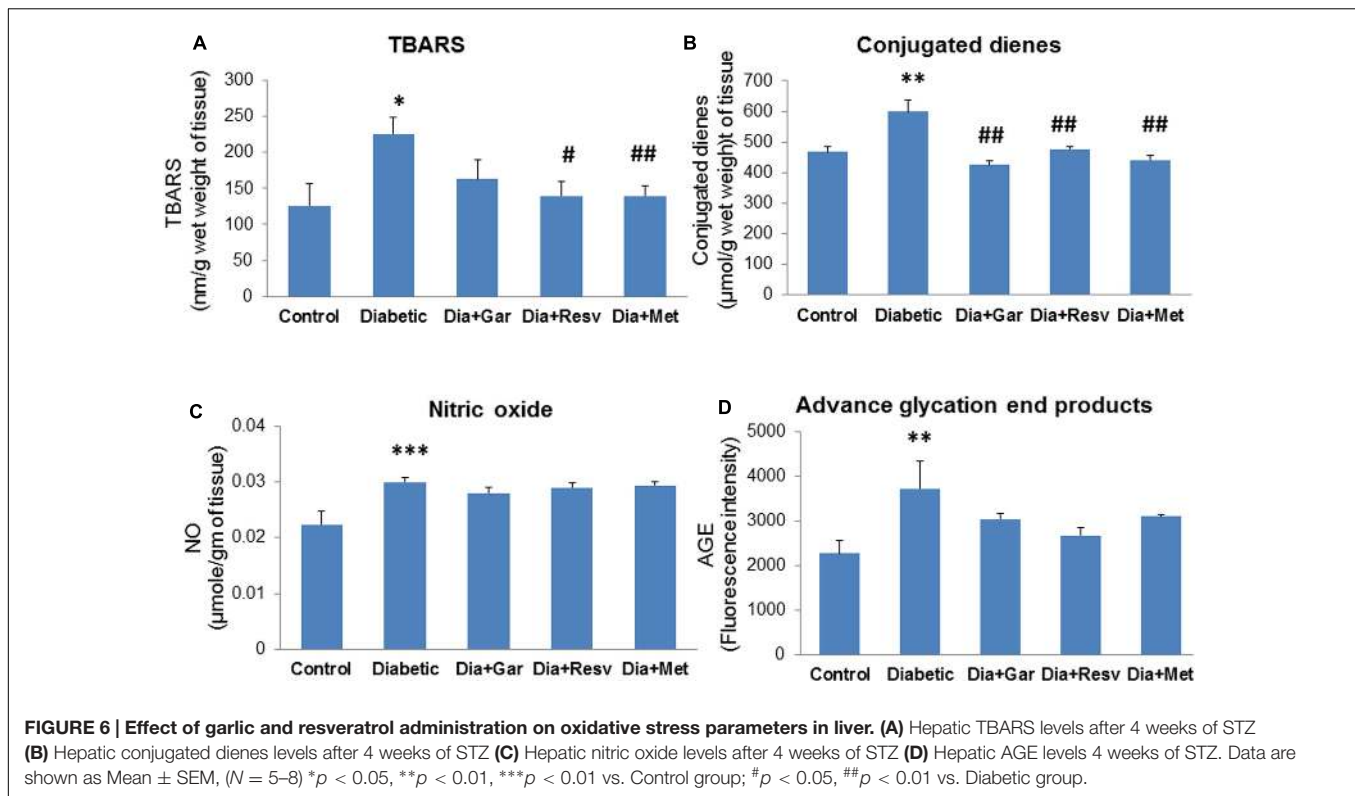 A
TBARS
TBARS
(nm/g wet weight of tissue)
300
250
200
150
100
50
0
*
#
##
Control Diabetic Dia+Gar Dia+Resv Dia+Met
B
Conjugated dienes
Conjugated dienes
(µmol/g wet weigh)t of tissue
700
600
500
400
300
200
100
0
**
##
##
##
Control Diabetic Dia+Gar Dia+Resv Dia+Met
C
Nitric oxide
NO
(µmole/gm of tissue)
0.04
0.03
0.02
0.01
0
***
Control Diabetic Dia+Gar Dia+Resv Dia+Met
D
Advance glycation end products
AGE
(Fluorescence intensity)
5000
4000
3000
2000
1000
0
**
Control Diabetic Dia+Gar Dia+Resv Dia+Met
FIGURE 6 | Effect of garlic and resveratrol administration on oxidative stress parameters in liver. (A) Hepatic TBARS levels after 4 weeks of STZ
(B) Hepatic conjugated dienes levels after 4 weeks of STZ (C) Hepatic nitric oxide levels after 4 weeks of STZ (D) Hepatic AGE levels 4 weeks of STZ. Data are
shown as Mean ± SEM, (N = 5–8) *p < 0.05, **p < 0.01, ***p < 0.01 vs. Control group; #p < 0.05, ##p < 0.01 vs. Diabetic group.